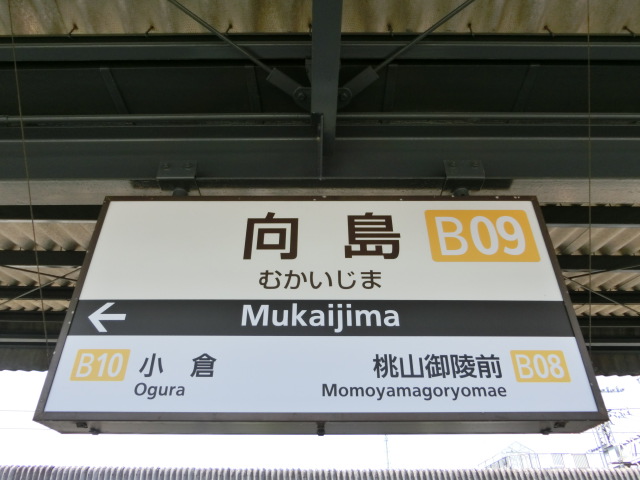 向島 B09
むかいじま
← Mukaijima
B10 小倉 桃山御陵前 B08
Ogura Momoyamagoryomae